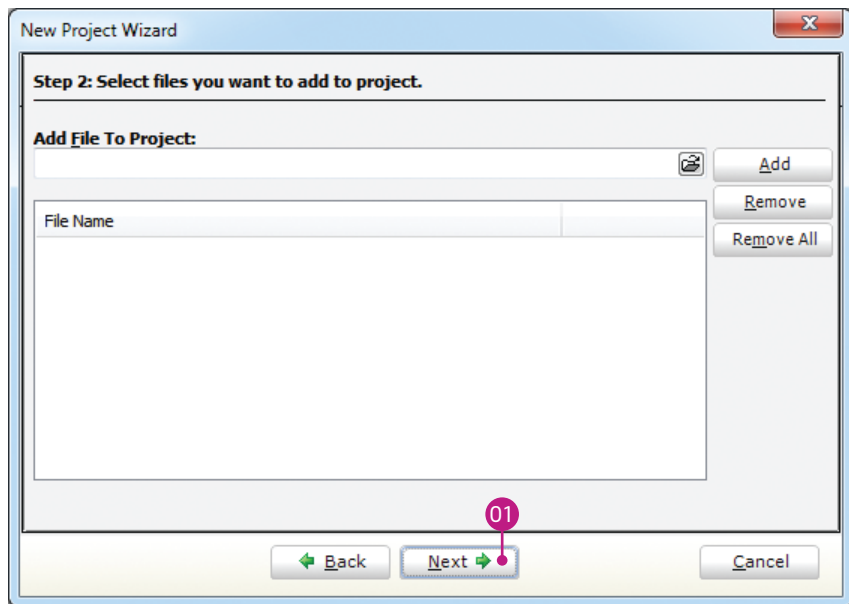 New Project Wizard
Step 2: Select files you want to add to project.
Add File To Project:
Add
Remove
File Name
Remove All
01
Back Next Cancel